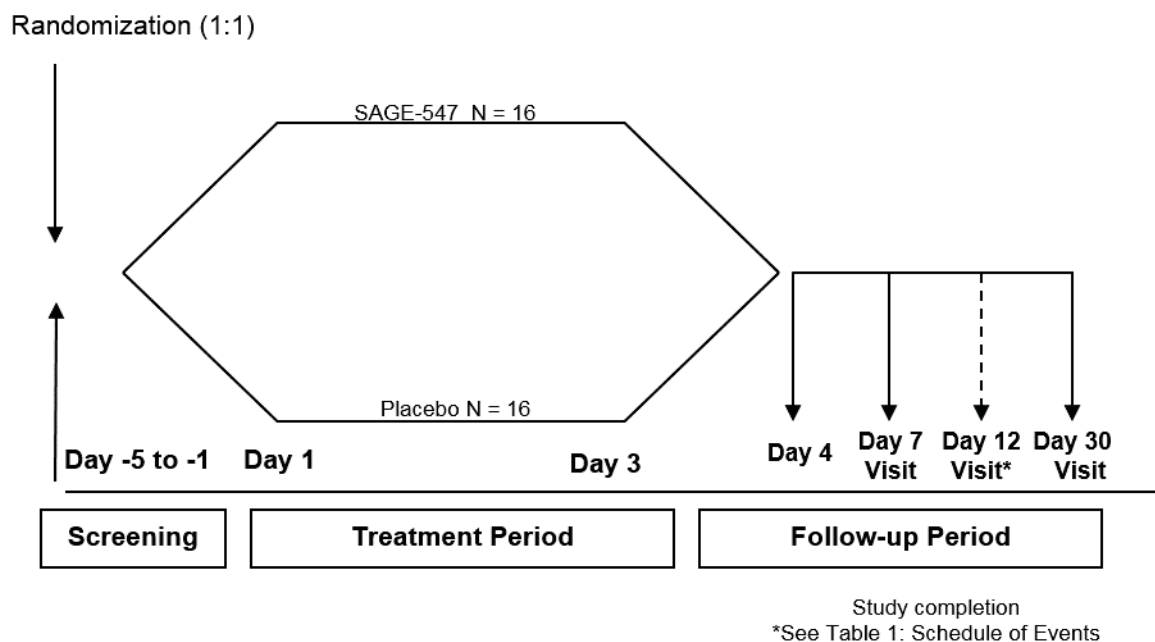 Randomization (1:1)
SAGE-547 N = 16
Placebo N = 16
Day -5 to -1
Day 1
Day 3
Day 4
Day 7
Visit
Day 12
Visit*
Day 30
Visit
Screening
Treatment Period
Follow-up Period
Study completion
*See Table 1: Schedule of Events